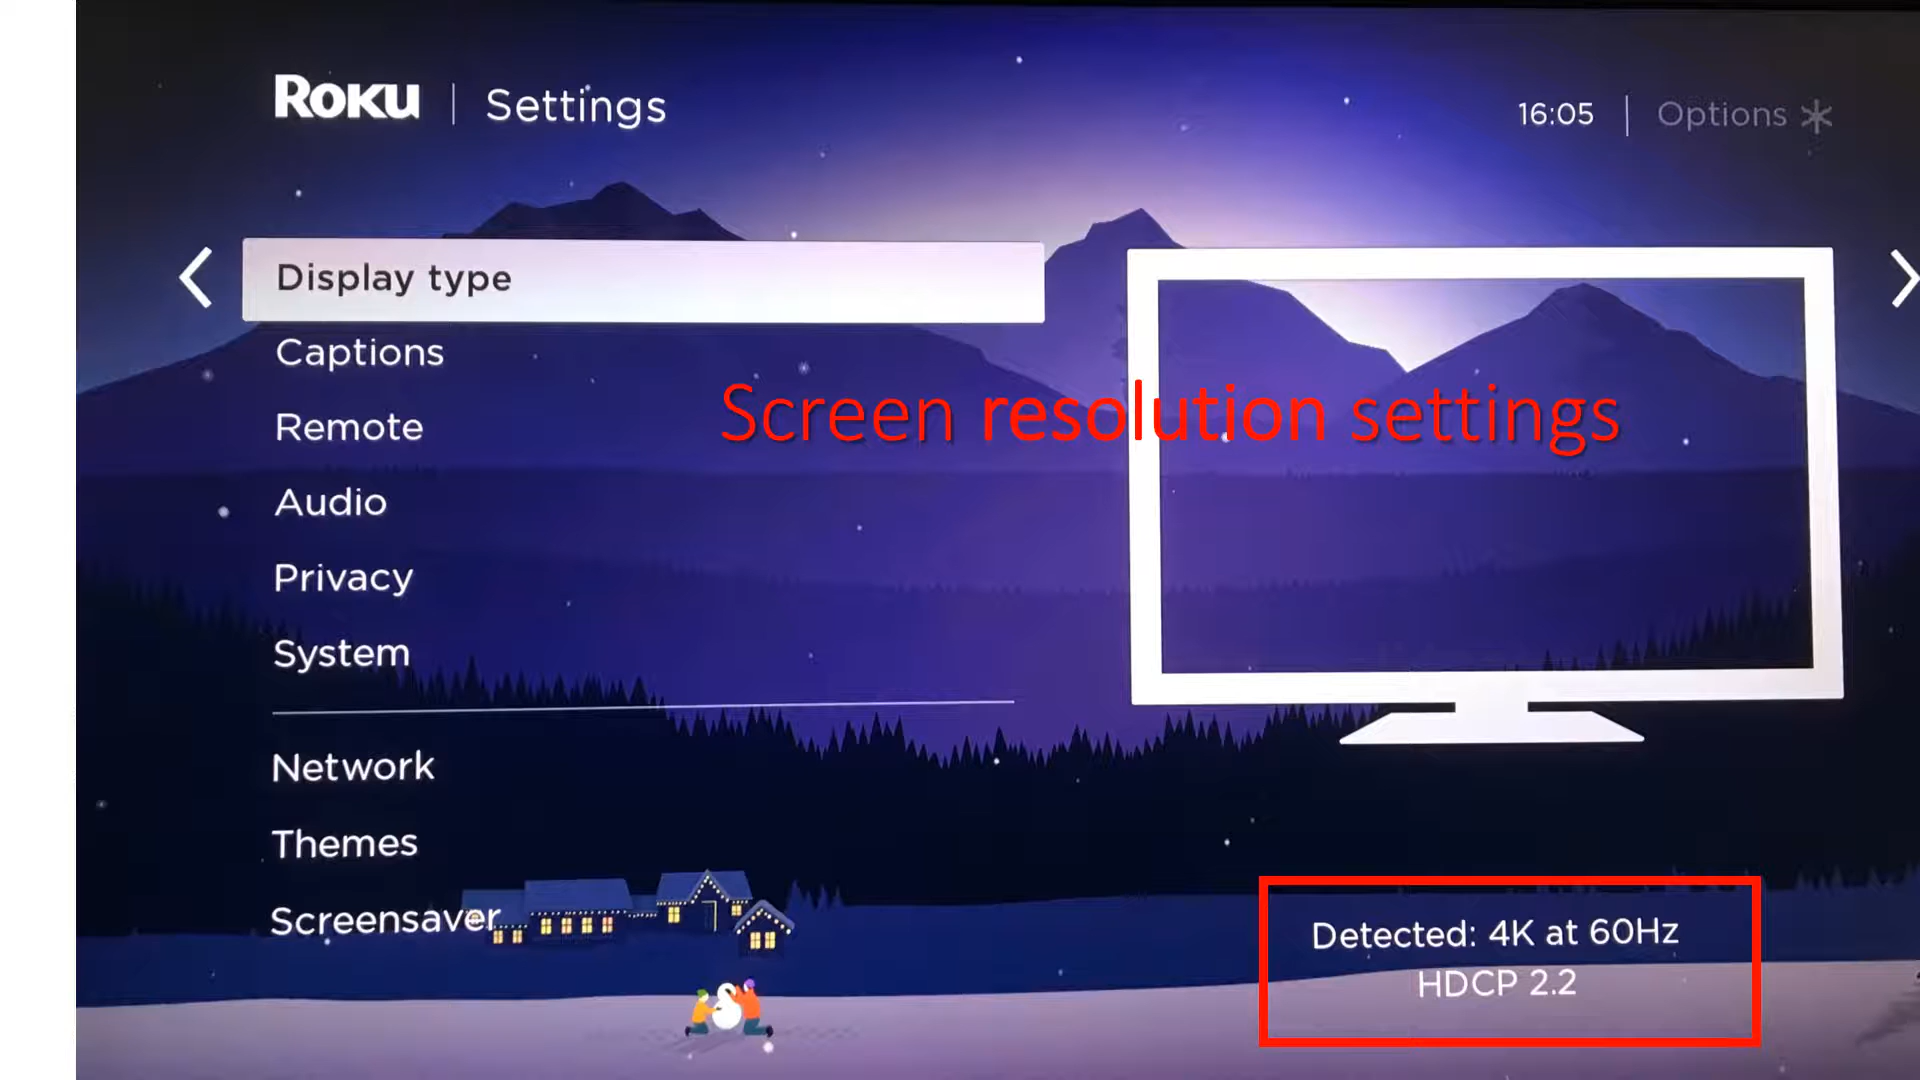 Roku | Settings
16:05 | Options
Display type
Captions
Screen resolution settings
Remote
Audio
Privacy
System
Network
Themes
Screensaver
Detected: 4K at 60Hz
HDCP 2.2